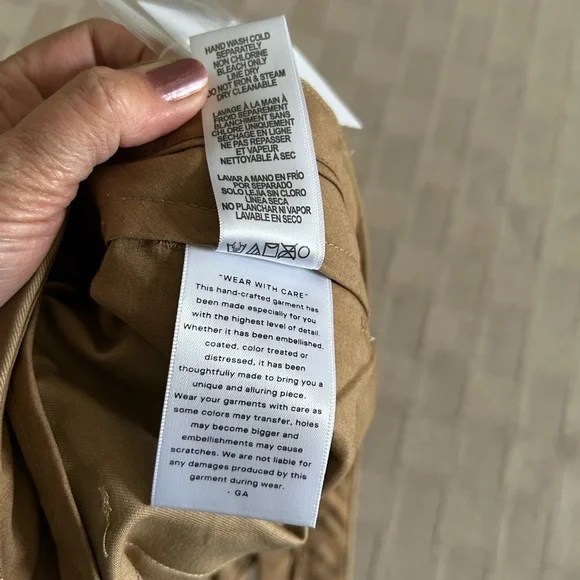 HAND WASH COLD
SEPARATELY
NON CHLORINE
BLEACH ONLY
LINE DRY
DO NOT IRON & STEAM
DRY CLEANABLE
LAVAGE À LA MAIN À
FROID SÉPARÉMENT
BLANCHIMENT SANS
CHLORE UNIQUEMENT
SÉCHAGE EN LIGNE
NE PAS REPASSER
ET VAPEUR
NETTOYABLE À SEC
LAVAR A MANO EN FRÍO
POR SEPARADO
SOLO LEJIA SIN CLORO
LINEA SECA
NO PLANCHAR NI VAPOR
LAVABLE EN SECO
"WEAR WITH CARE"
This hand-crafted garment has
been made especially for you
with the highest level of detail.
Whether it has been embellished,
coated, color treated or
distressed, it has been
thoughtfully made to bring you a
unique and alluring piece.
Wear your garments with care as
some colors may transfer, holes
may become bigger and
embellishments may cause
scratches. We are not liable for
any damages produced by this
garment during wear.
- GA